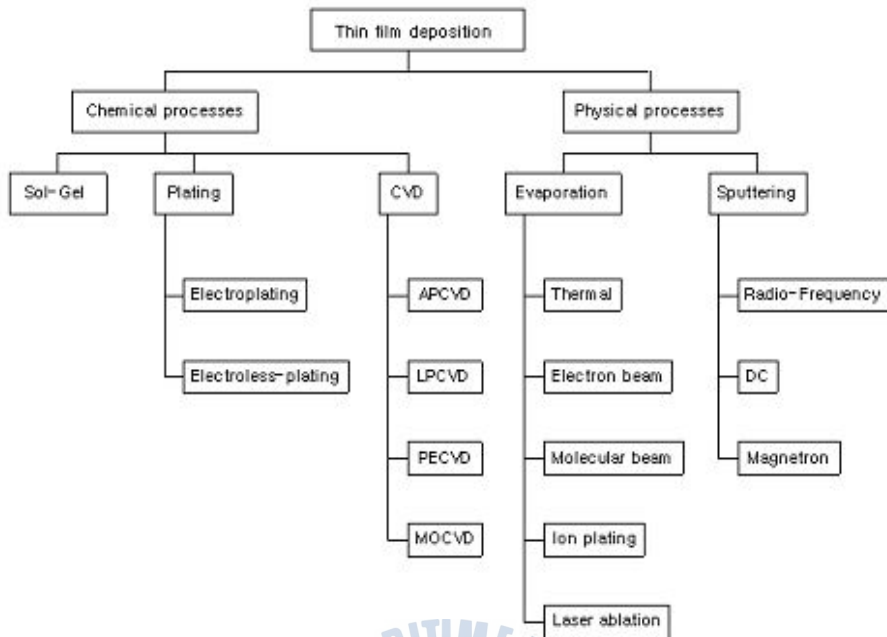 Thin film deposition
Chemical processes
Physical processes
Sol-Gel
Plating
CVD
Evaporation
Sputtering
Electroplating
APCVD
Thermal
Radio-Frequency
Electroless-plating
LPCVD
Electron beam
DC
PECVD
Molecular beam
Magnetron
MOCVD
Ion plating
Laser ablation